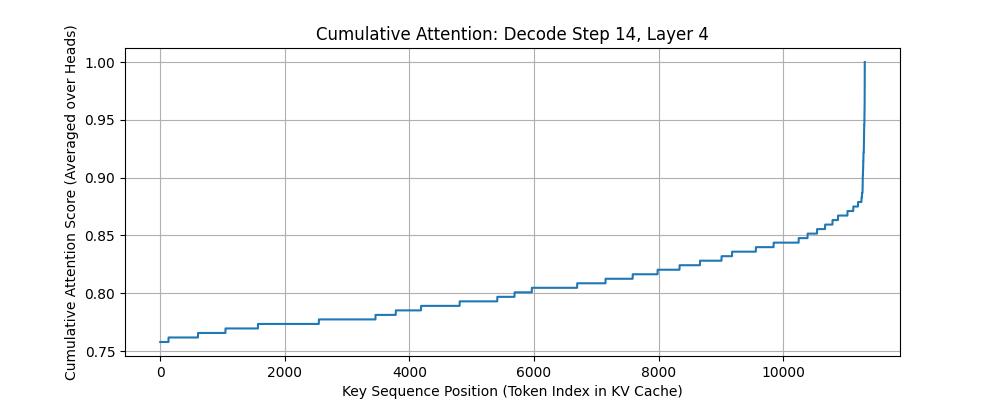 Cumulative Attention: Decode Step 14, Layer 4
Cumulative Attention Score (Averaged over Heads)
1.00
0.95
0.90
0.85
0.80
0.75
0 2000 4000 6000 8000 10000
Key Sequence Position (Token Index in KV Cache)